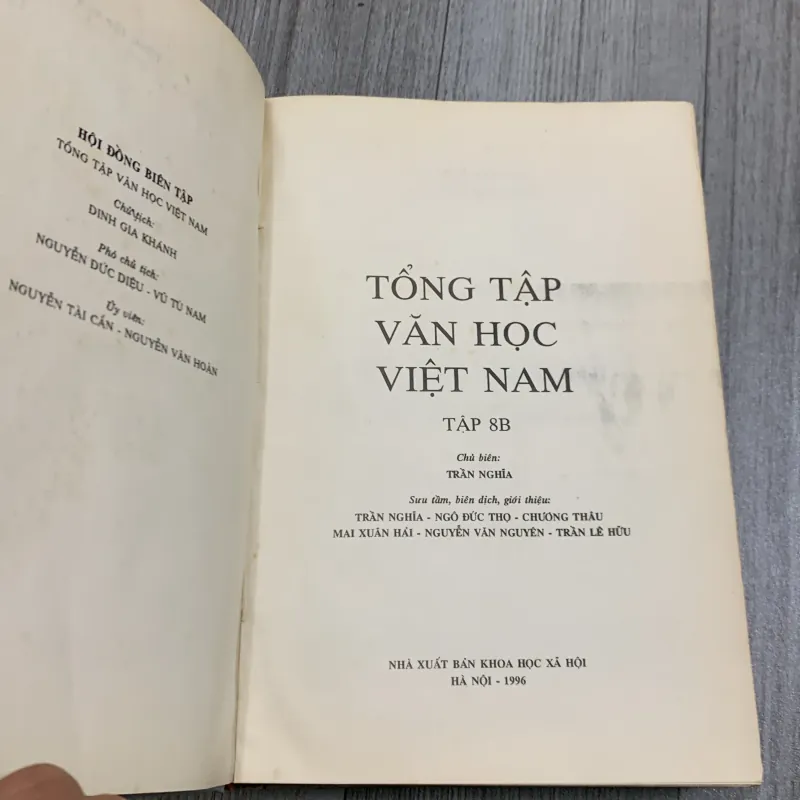 HỘI ĐỒNG BIÊN TẬP
TỔNG TẬP VĂN HỌC VIỆT NAM
Chủ tịch:
ĐINH GIA KHÁNH
Phó chủ tịch:
NGUYỄN ĐỨC DIỆU - VŨ TÚ NAM
Ủy viên:
NGUYỄN TÀI CẨN - NGUYỄN VĂN HOÀN
TỔNG TẬP
VĂN HỌC
VIỆT NAM
TẬP 8B
Chủ biên:
TRẦN NGHĨA
Sưu tầm, biên dịch, giới thiệu:
TRẦN NGHĨA - NGÔ ĐỨC THỌ - CHƯƠNG THÂU
MAI XUÂN HẢI - NGUYỄN VĂN NGUYÊN - TRẦN LÊ HỮU
NHÀ XUẤT BẢN KHOA HỌC XÃ HỘI
HÀ NỘI - 1996